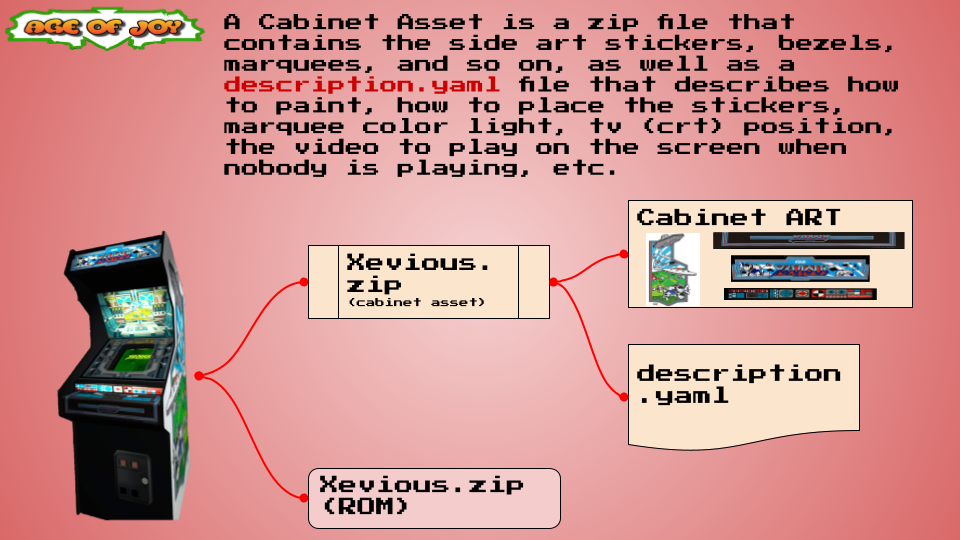 AGE OF JOY
A Cabinet Asset is a zip file that
contains the side art stickers, bezels,
marquees, and so on, as well as a
description.yaml file that describes how
to paint, how to place the stickers,
marquee color light, tv (crt) position,
the video to play on the screen when
nobody is playing, etc.
Cabinet ART
Xevious.
zip
(cabinet asset)
description
.yaml
Xevious.zip
(ROM)